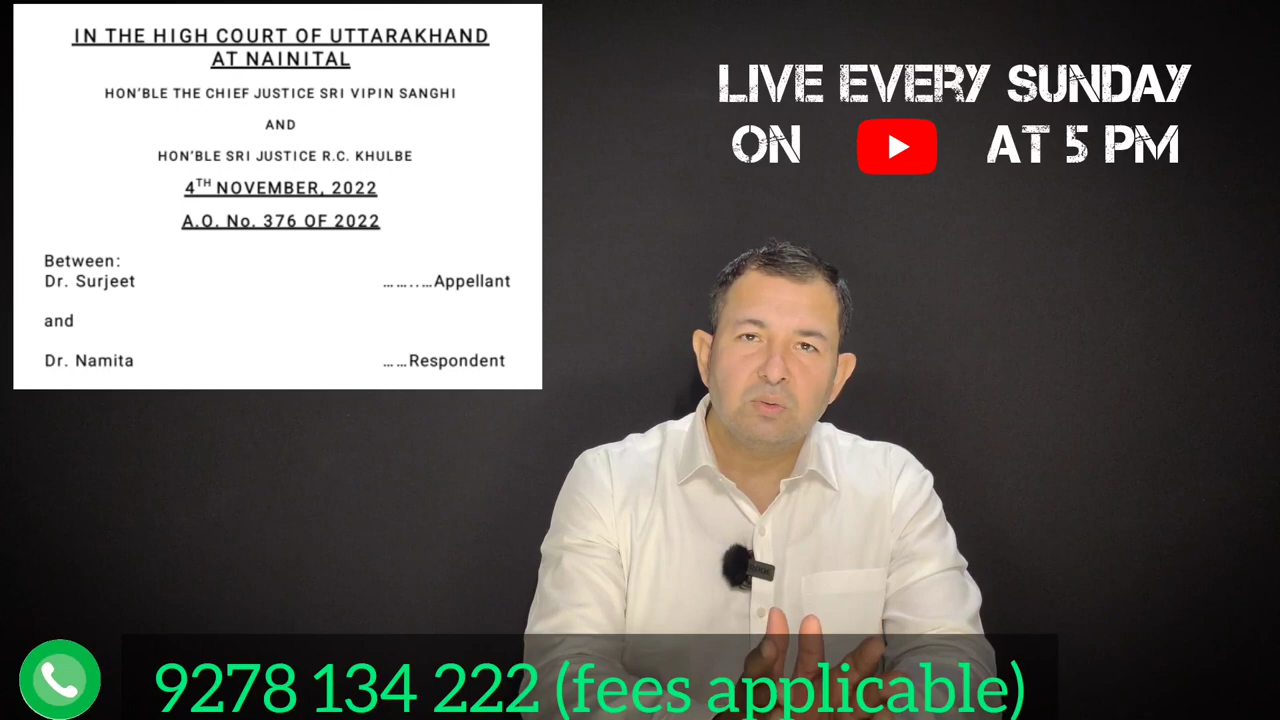 IN THE HIGH COURT OF UTTARAKHAND
AT NAINITAL
HON'BLE THE CHIEF JUSTICE SRI VIPIN SANGHI
AND
HON'BLE SRI JUSTICE R.C. KHULBE
4TH NOVEMBER, 2022
A.O. No. 376 OF 2022
Between:
Dr. Surjeet ……..…Appellant
and
Dr. Namita ……Respondent
LIVE EVERY SUNDAY
ON AT 5 PM
9278 134 222 (fees applicable)